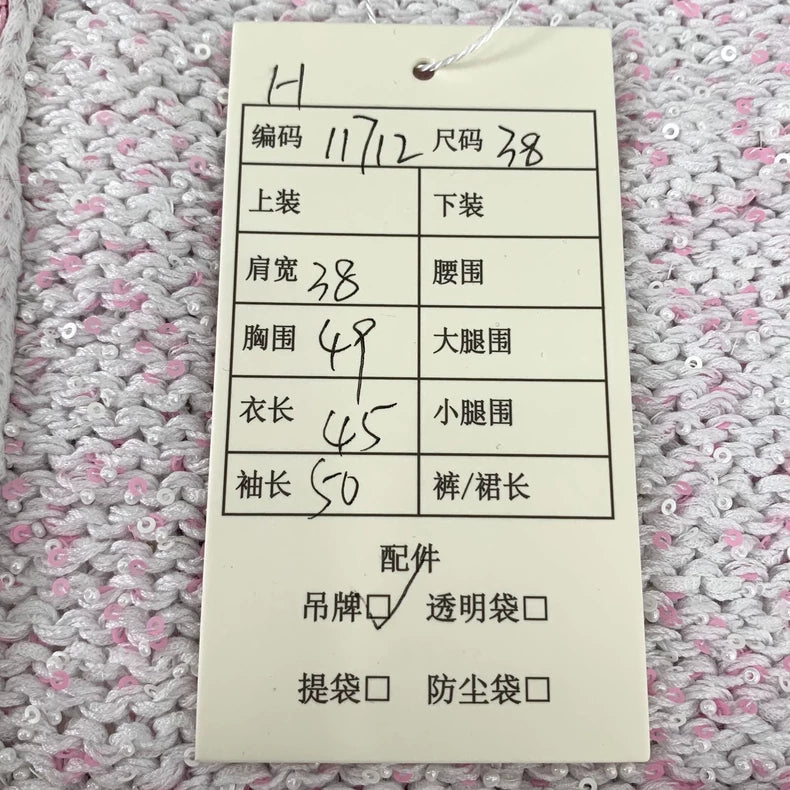 H
编码 11712 尺码 38
上装 下装
肩宽 38 腰围
胸围 49 大腿围
衣长 45 小腿围
袖长 50 裤/裙长
配件
吊牌☑ 透明袋□
提袋□ 防尘袋□